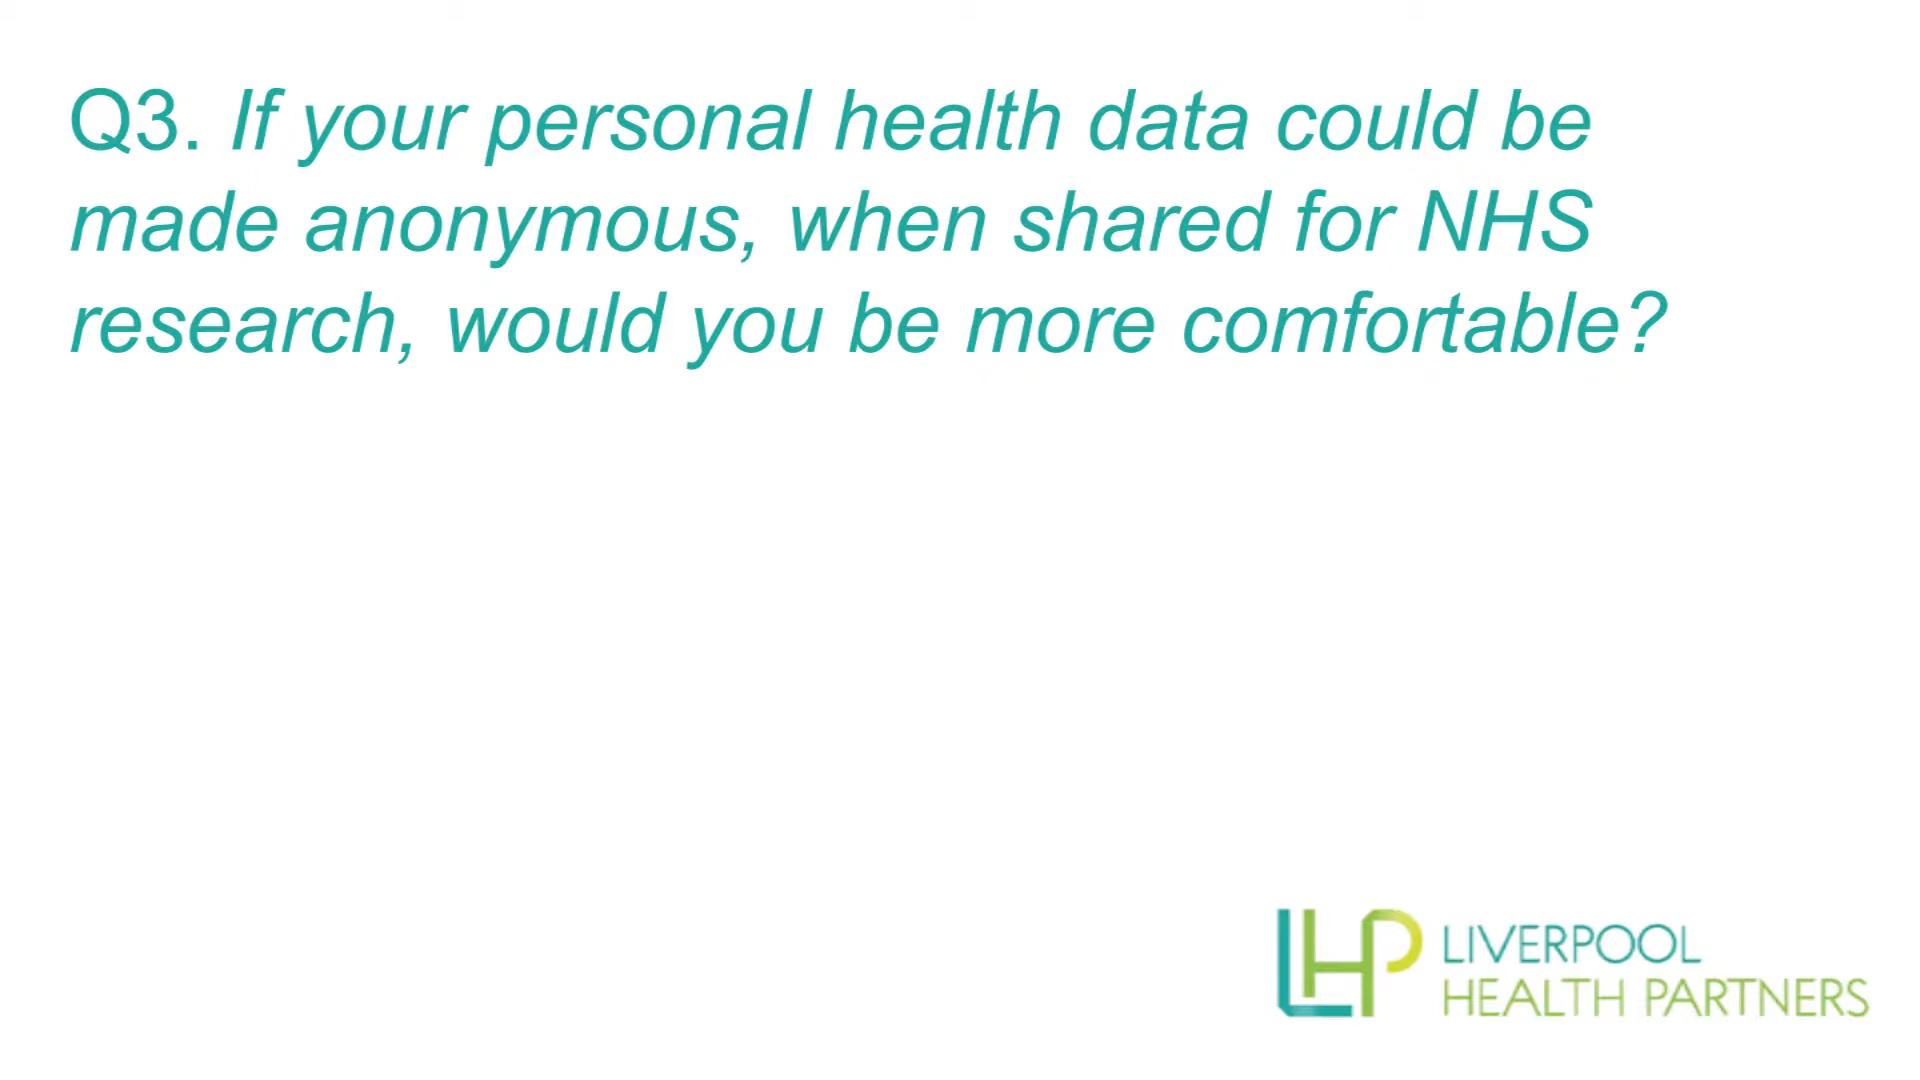 Q3. If your personal health data could be
made anonymous, when shared for NHS
research, would you be more comfortable?
LHP
LIVERPOOL
HEALTH PARTNERS